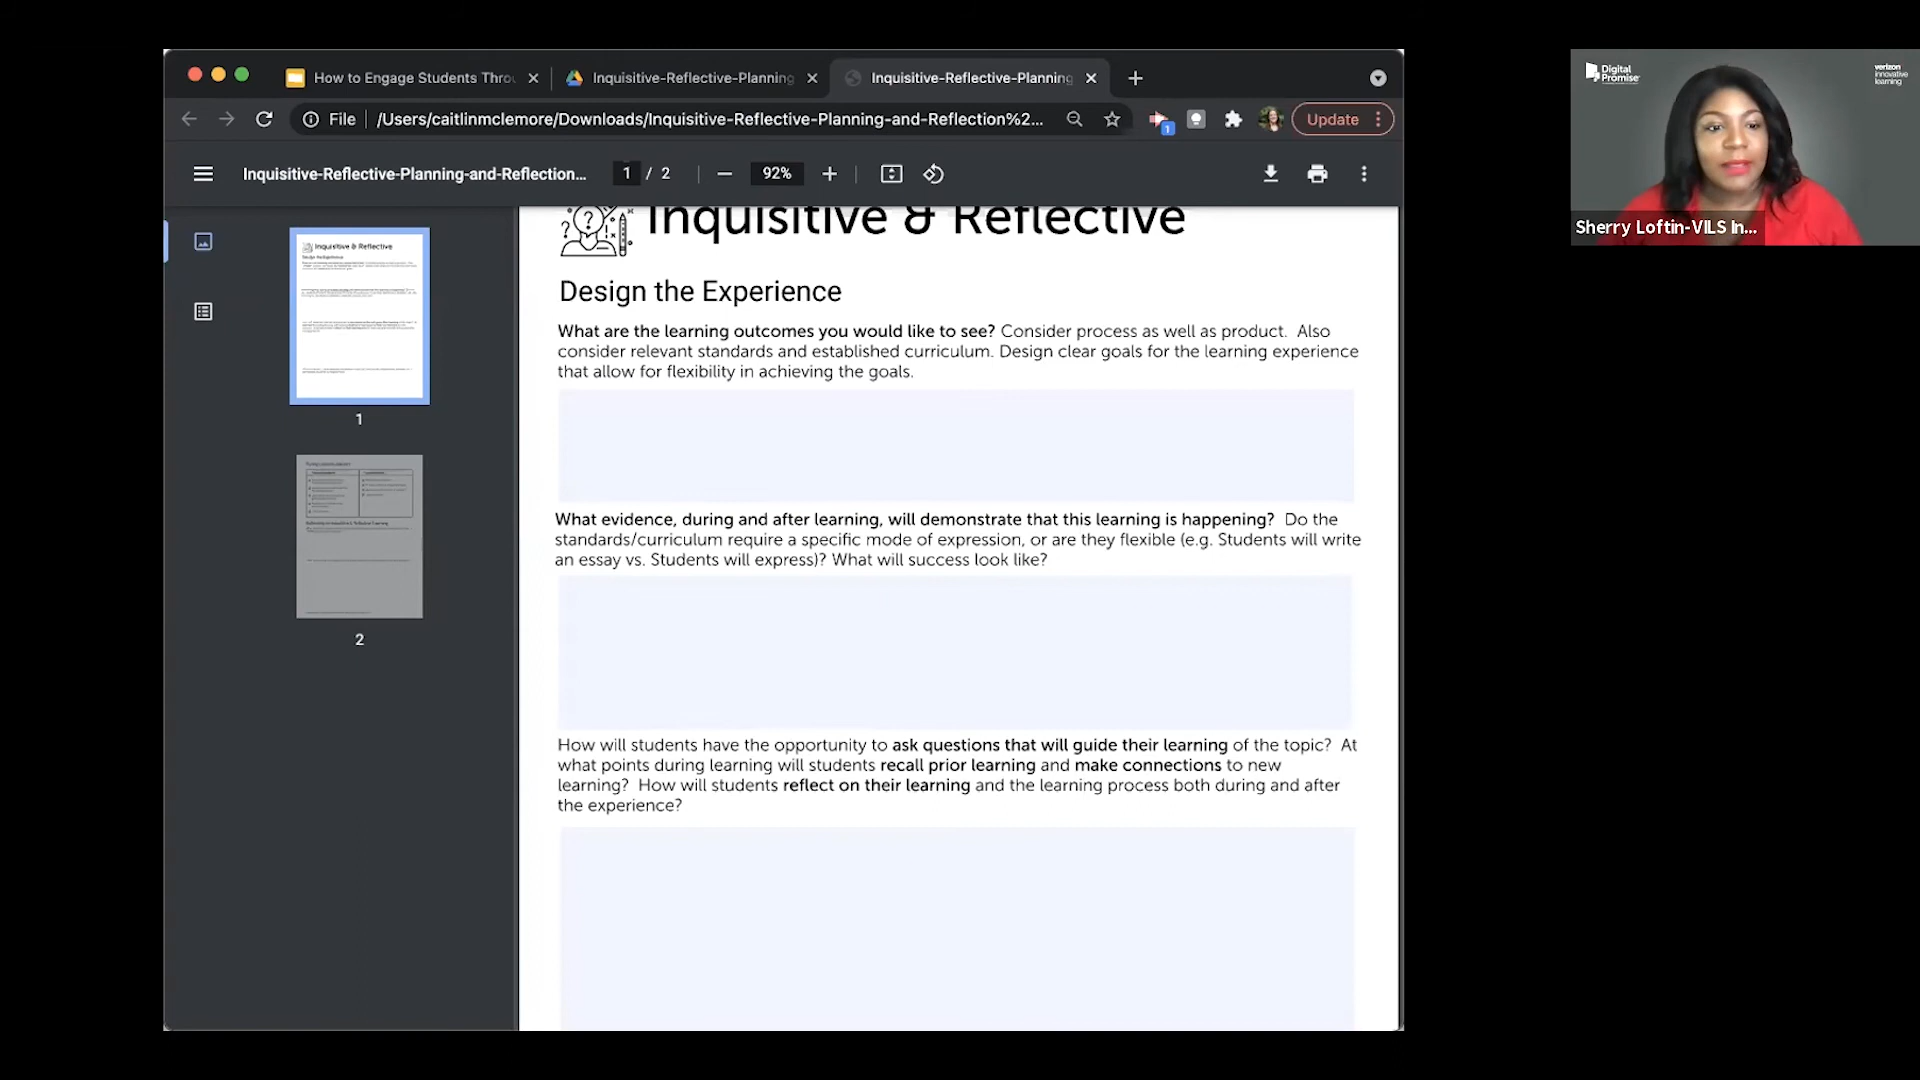 How to Engage Students Thro
Inquisitive-Reflective-Planning
Inquisitive-Reflective-Planning
File
/Users/caitlinmclemore/Downloads/Inquisitive-Reflective-Planning-and-Reflection%2...
1
Update
Inquisitive-Reflective-Planning-and-Reflection...
1 / 2
92%
Inquisitive & Reflective
Design the Experience
What are the learning outcomes you would like to see? Consider process as well as product. Also
consider relevant standards and established curriculum. Design clear goals for the learning experience
that allow for flexibility in achieving the goals.
What evidence, during and after learning, will demonstrate that this learning is happening? Do the
standards/curriculum require a specific mode of expression, or are they flexible (e.g. Students will write
an essay vs. Students will express)? What will success look like?
How will students have the opportunity to ask questions that will guide their learning of the topic? At
what points during learning will students recall prior learning and make connections to new
learning? How will students reflect on their learning and the learning process both during and after
the experience?
Inquisitive & Reflective
1
2
Digital
Promise
verizon
innovative
learning
Sherry Loftin-VILS In...